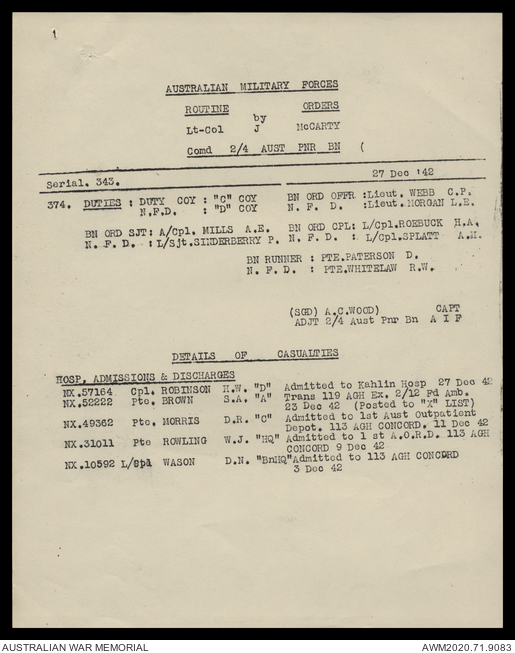 1
AUSTRALIAN MILITARY FORCES
ROUTINE by ORDERS
Lt-Col J McCARTY
Comd 2/4 AUST PNR BN (
Serial. 343. 27 Dec '42
374. DUTIES : DUTY COY : "C" COY BN ORD OFFR :Lieut. WEBB C.P.
N.F.D. : "D" COY N. F. D. :Lieut.MORGAN L.E.
BN ORD SJT: A/Cpl. MILLS A.E. BN ORD CPL: L/Cpl.ROEBUCK H.A.
N. F. D. : L/Sjt.SINDERBERRY P. N. F. D. : L/Cpl.SPLATT A.M.
BN RUNNER : PTE.PATERSON D.
N. F. D. : PTE.WHITELAW R.W.
(SGD) A.C.WOOD) CAPT
ADJT 2/4 Aust Pnr Bn A I F
DETAILS OF CASUALTIES
HOSP, ADMISSIONS & DISCHARGES
NX.57164 Cpl. ROBINSON H.W. "D" Admitted to Kahlin Hosp 27 Dec 42
NX.52222 Pte. BROWN S.A. "A" Trans 119 AGH Ex. 2/12 Fd Amb.
23 Dec 42 (Posted to "X" LIST)
NX.49362 Pte. MORRIS D.R. "C" Admitted to 1st Aust Outpatient
Depot. 113 AGH CONCORD. 11 Dec 42
NX.31011 Pte ROWLING W.J. "HQ" Admitted to 1 st A.O.R.D. 113 AGH
CONCORD 9 Dec 42
NX.10592 L/Spl WASON D.N. "BnHQ"Admitted to 113 AGH CONCORD
3 Dec 42
AUSTRALIAN WAR MEMORIAL AWM2020.71.9083